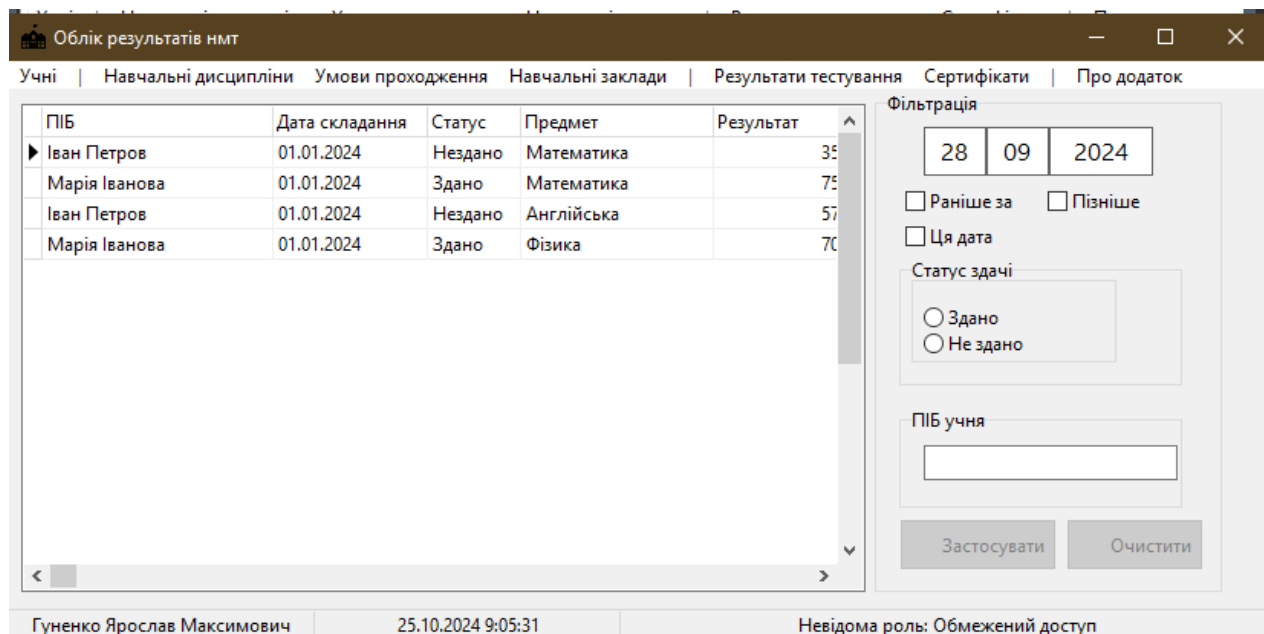 Облік результатів нмт
Учні | Навчальні дисципліни Умови проходження Навчальні заклади | Результати тестування Сертифікати | Про додаток
ПІБ Дата складання Статус Предмет Результат
Іван Петров 01.01.2024 Нездано Математика 35
Марія Іванова 01.01.2024 Здано Математика 75
Іван Петров 01.01.2024 Нездано Англійська 57
Марія Іванова 01.01.2024 Здано Фізика 70
Фільтрація
28 09 2024
Раніше за Пізніше
Ця дата
Статус здачі
Здано
Не здано
ПІБ учня
Застосувати Очистити
Гуненко Ярослав Максимович 25.10.2024 9:05:31 Невідома роль: Обмежений доступ